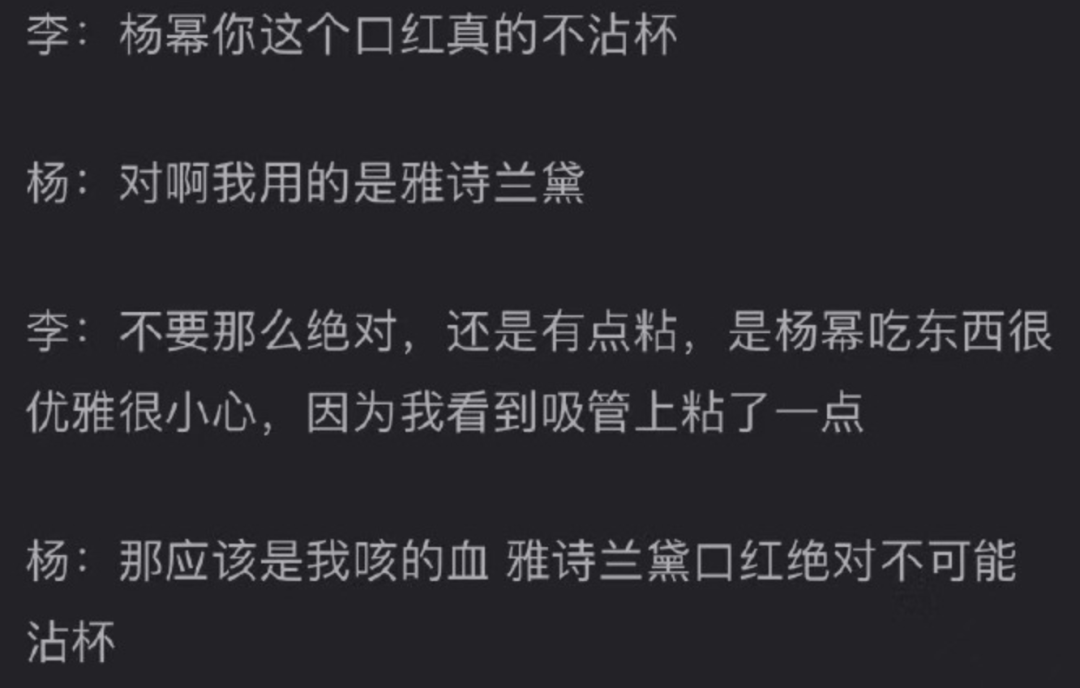 李：杨幂你这个口红真的不沾杯
杨：对啊我用的是雅诗兰黛
李：不要那么绝对，还是有点粘，是杨幂吃东西很
优雅很小心，因为我看到吸管上粘了一点
杨：那应该是我咳的血 雅诗兰黛口红绝对不可能
沾杯